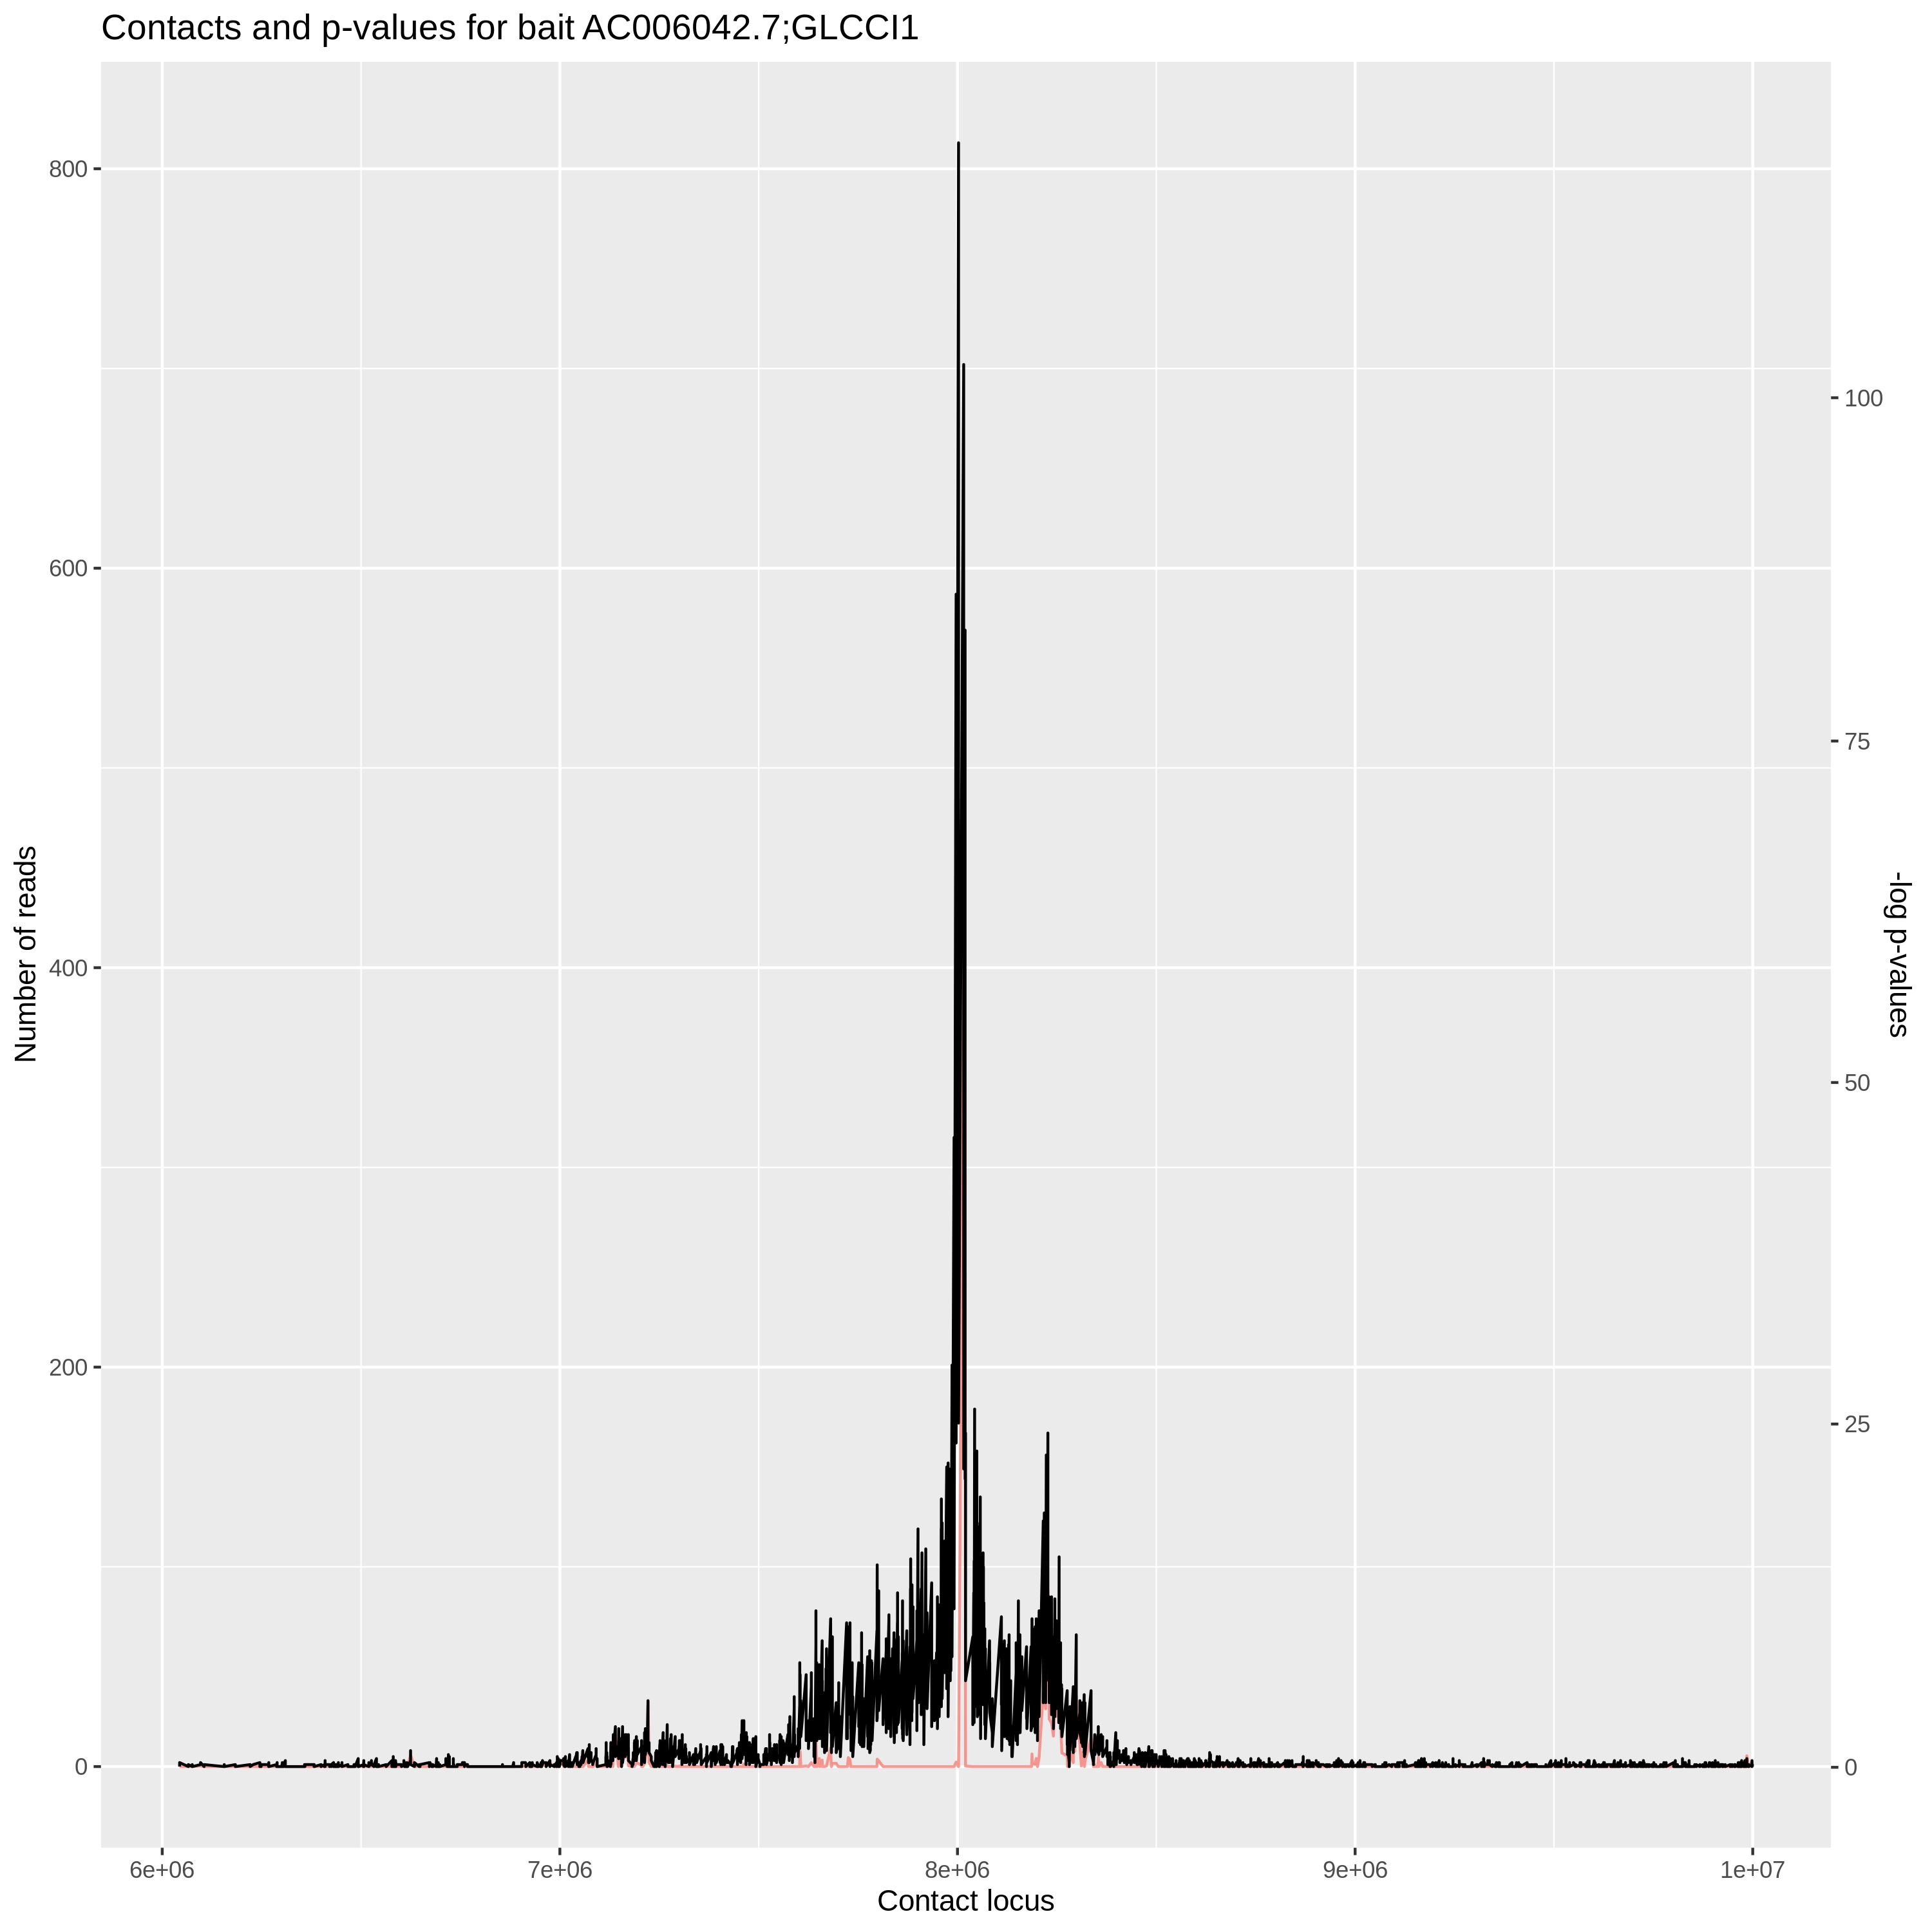 Contacts and p-values for bait AC006042.7;GLCCI1
800
600
400
200
0
Number of reads
100
75
50
25
0
-log p-values
6e+06
7e+06
8e+06
9e+06
1e+07
Contact locus